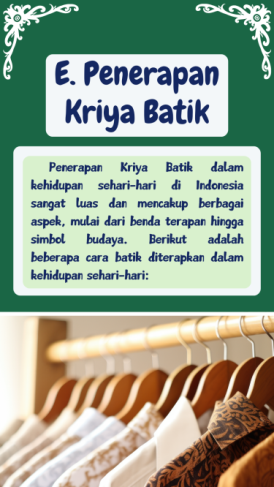 E. Penerapan
Kriya Batik
Penerapan Kriya Batik dalam
kehidupan sehari-hari di Indonesia
sangat luas dan mencakup berbagai
aspek, mulai dari benda terapan hingga
simbol budaya. Berikut adalah
beberapa cara batik diterapkan dalam
kehidupan sehari-hari: